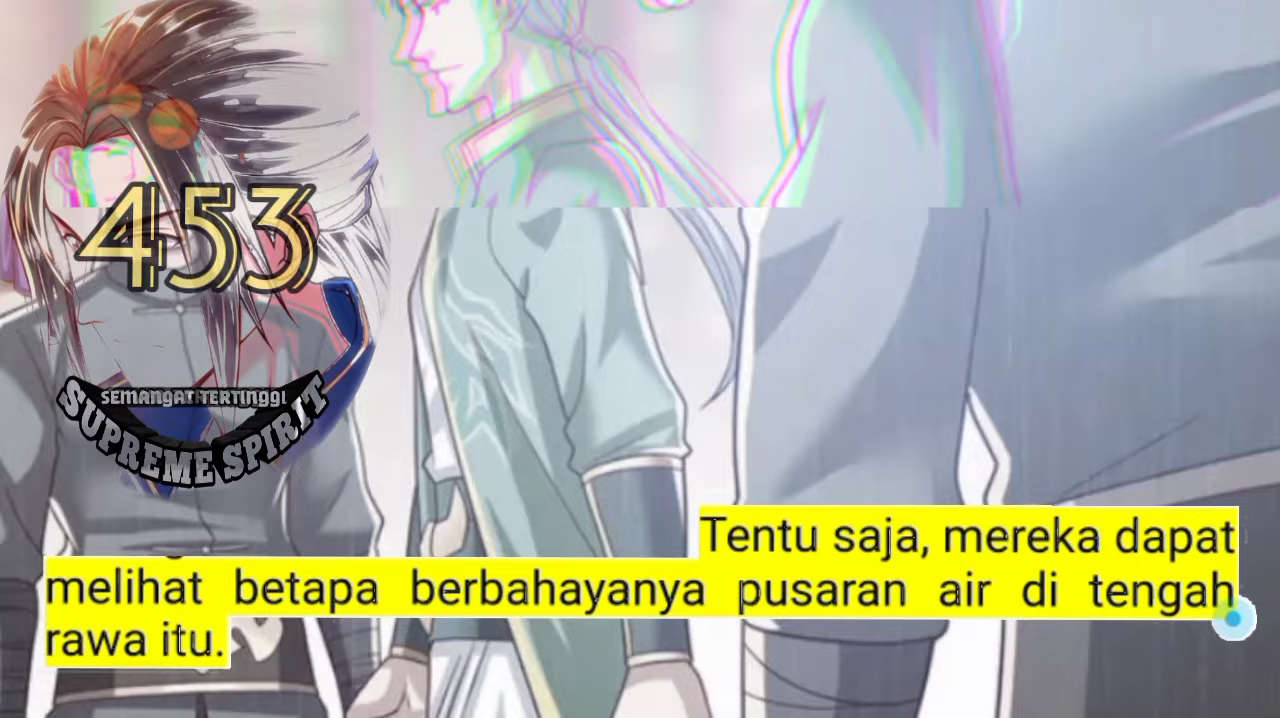 453
SEMANGAT TERTINGGI
SUPREME SPIRIT
Tentu saja, mereka dapat
melihat betapa berbahayanya pusaran air di tengah
rawa itu.